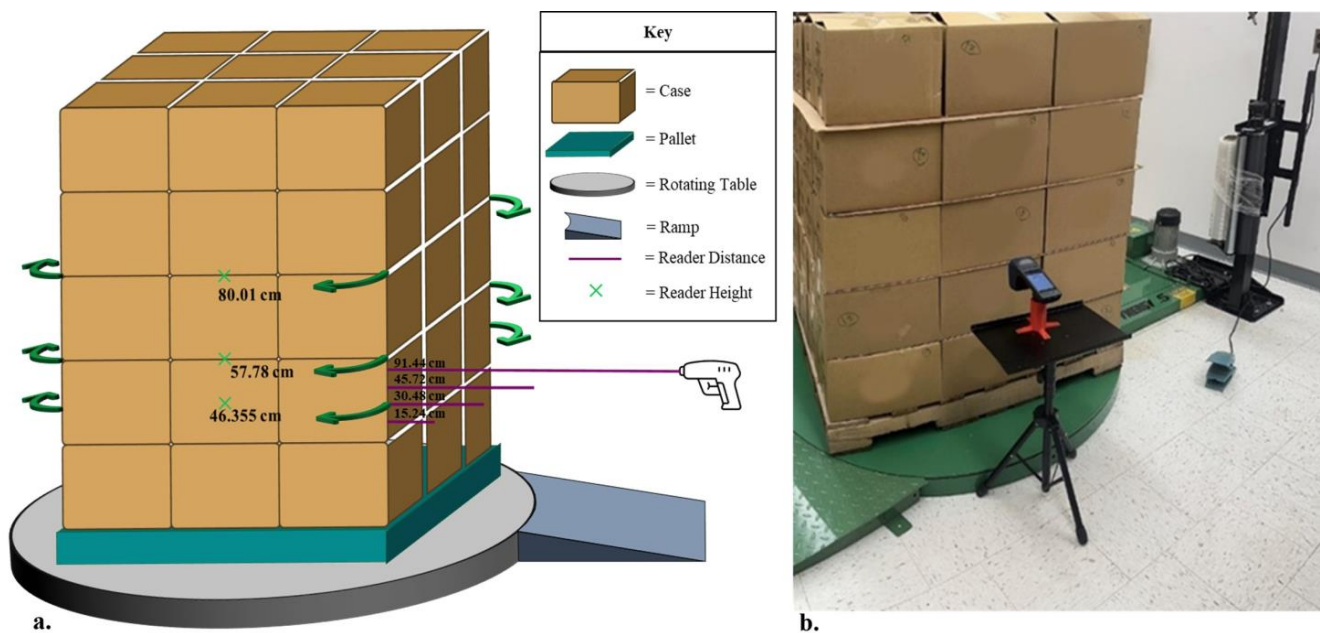 Key
= Case
= Pallet
= Rotating Table
= Ramp
= Reader Distance
= Reader Height
80.01 cm
57.78 cm
46.355 cm
91.44 cm
45.72 cm
30.48 cm
15.24 cm
a.
b.